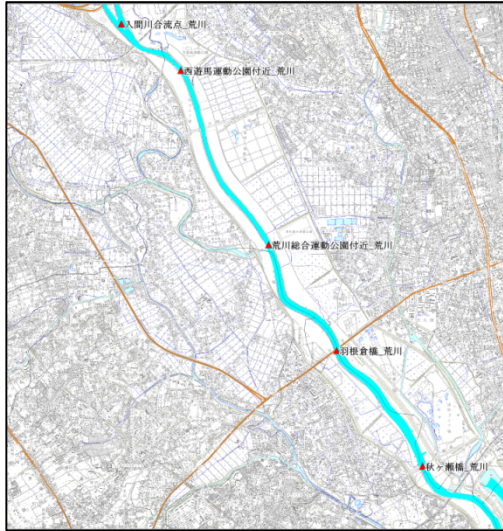 入間川合流点_荒川
西遊馬運動公園付近_荒川
荒川総合運動公園付近_荒川
羽根倉橋_荒川
秋ヶ瀬橋_荒川